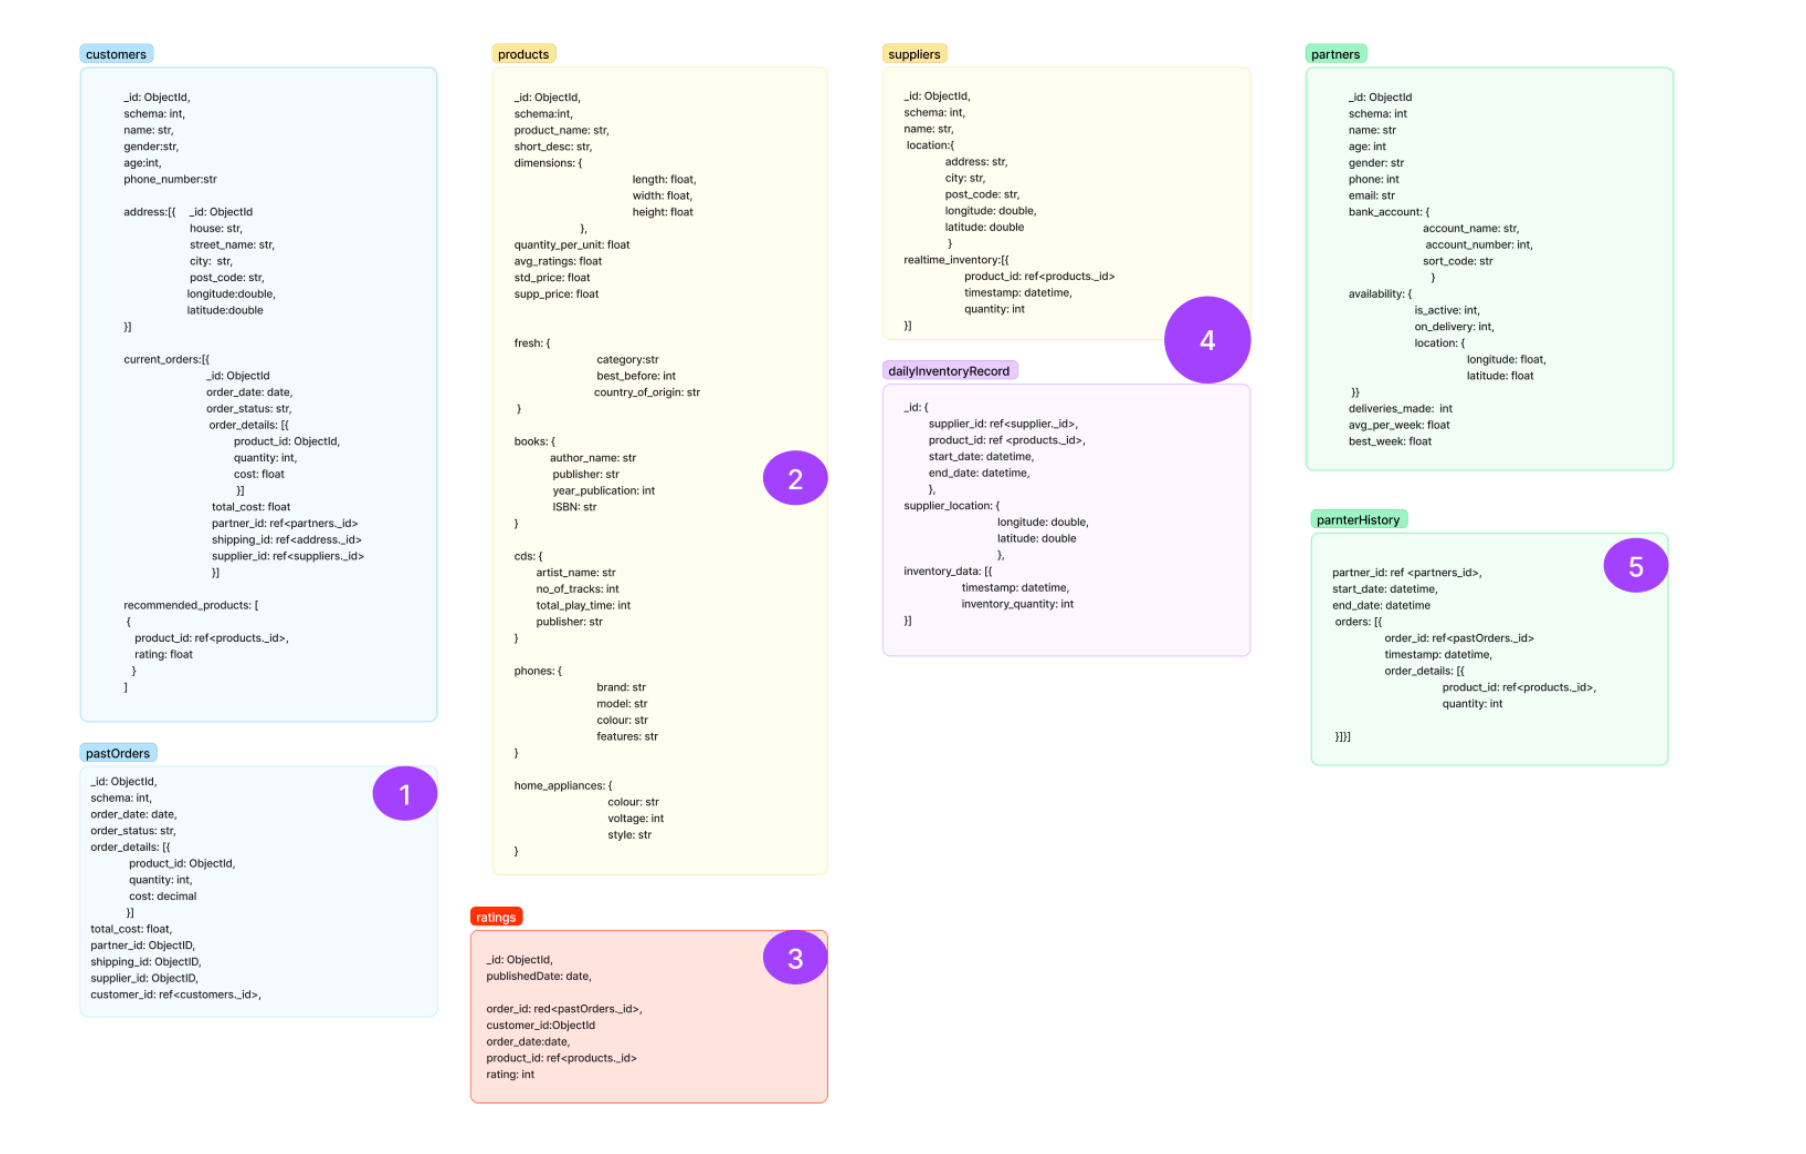 customers
_id: ObjectId,
schema: int,
name: str,
gender:str,
age:int,
phone_number:str
address:[{ _id: ObjectId
house: str,
street_name: str,
city: str,
post_code: str,
longitude:double,
latitude:double
}]
current_orders:[{
_id: ObjectId
order_date: date,
order_status: str,
order_details: [{
product_id: ObjectId,
quantity: int,
cost: float
}]
total_cost: float
partner_id: ref<partners._id>
shipping_id: ref<address._id>
supplier_id: ref<suppliers._id>
}]
recommended_products: [
{
product_id: ref<products._id>,
rating: float
}
]
pastOrders
1
_id: ObjectId,
schema: int,
order_date: date,
order_status: str,
order_details: [{
product_id: ObjectId,
quantity: int,
cost: decimal
}]
total_cost: float,
partner_id: ObjectID,
shipping_id: ObjectID,
supplier_id: ObjectID,
customer_id: ref<customers._id>,
products
_id: ObjectId,
schema:int,
product_name: str,
short_desc: str,
dimensions: {
length: float,
width: float,
height: float
},
quantity_per_unit: float
avg_ratings: float
std_price: float
supp_price: float
fresh: {
category:str
best_before: int
country_of_origin: str
}
books: {
author_name: str
publisher: str
year_publication: int
ISBN: str
}
2
cds: {
artist_name: str
no_of_tracks: int
total_play_time: int
publisher: str
}
phones: {
brand: str
model: str
colour: str
features: str
}
home_appliances: {
colour: str
voltage: int
style: str
}
ratings
3
_id: ObjectId,
publishedDate: date,
order_id: red<pastOrders._id>,
customer_id:ObjectId
order_date:date,
product_id: ref<products._id>
rating: int
suppliers
_id: ObjectId,
schema: int,
name: str,
location:{
address: str,
city: str,
post_code: str,
longitude: double,
latitude: double
}
realtime_inventory:[{
product_id: ref<products._id>
timestamp: datetime,
quantity: int
}]
4
dailyInventoryRecord
_id: {
supplier_id: ref<supplier._id>,
product_id: ref <products._id>,
start_date: datetime,
end_date: datetime,
},
supplier_location: {
longitude: double,
latitude: double
},
inventory_data: [{
timestamp: datetime,
inventory_quantity: int
}]
partners
_id: ObjectId
schema: int
name: str
age: int
gender: str
phone: int
email: str
bank_account: {
account_name: str,
account_number: int,
sort_code: str
}
availability: {
is_active: int,
on_delivery: int,
location: {
longitude: float,
latitude: float
}}
deliveries_made: int
avg_per_week: float
best_week: float
parnterHistory
5
partner_id: ref <partners_id>,
start_date: datetime,
end_date: datetime
orders: [{
order_id: ref<pastOrders._id>
timestamp: datetime,
order_details: [{
product_id: ref<products._id>,
quantity: int
}]}]